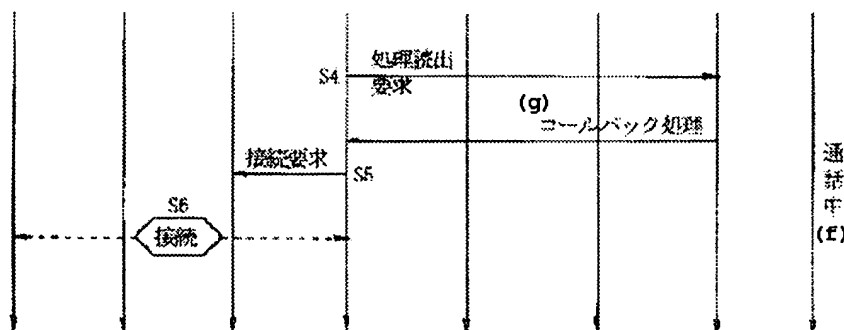 処理読出
S4
要求
(g)
コールバック処理
接続要求
S5
S6
接続
通話中
(f)